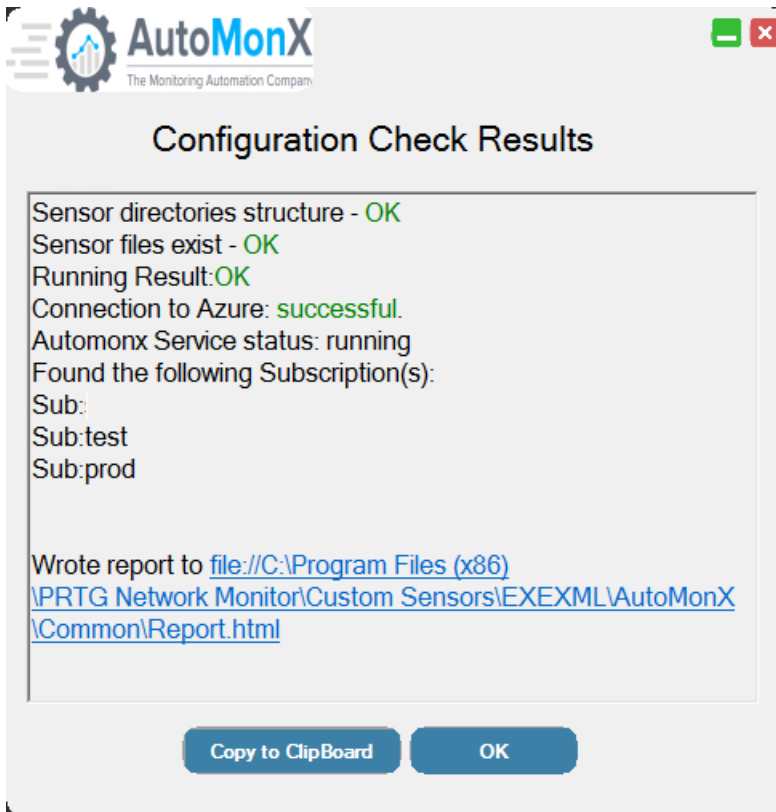 AutoMonX
The Monitoring Automation Company
Configuration Check Results
Sensor directories structure - OK
Sensor files exist - OK
Running Result:OK
Connection to Azure: successful.
Automonx Service status: running
Found the following Subscription(s):
Sub:
Sub:test
Sub:prod
Wrote report to file://C:\Program Files (x86)
\PRTG Network Monitor\Custom Sensors\EXEXML\AutoMonX
\Common\Report.html
Copy to ClipBoard
OK